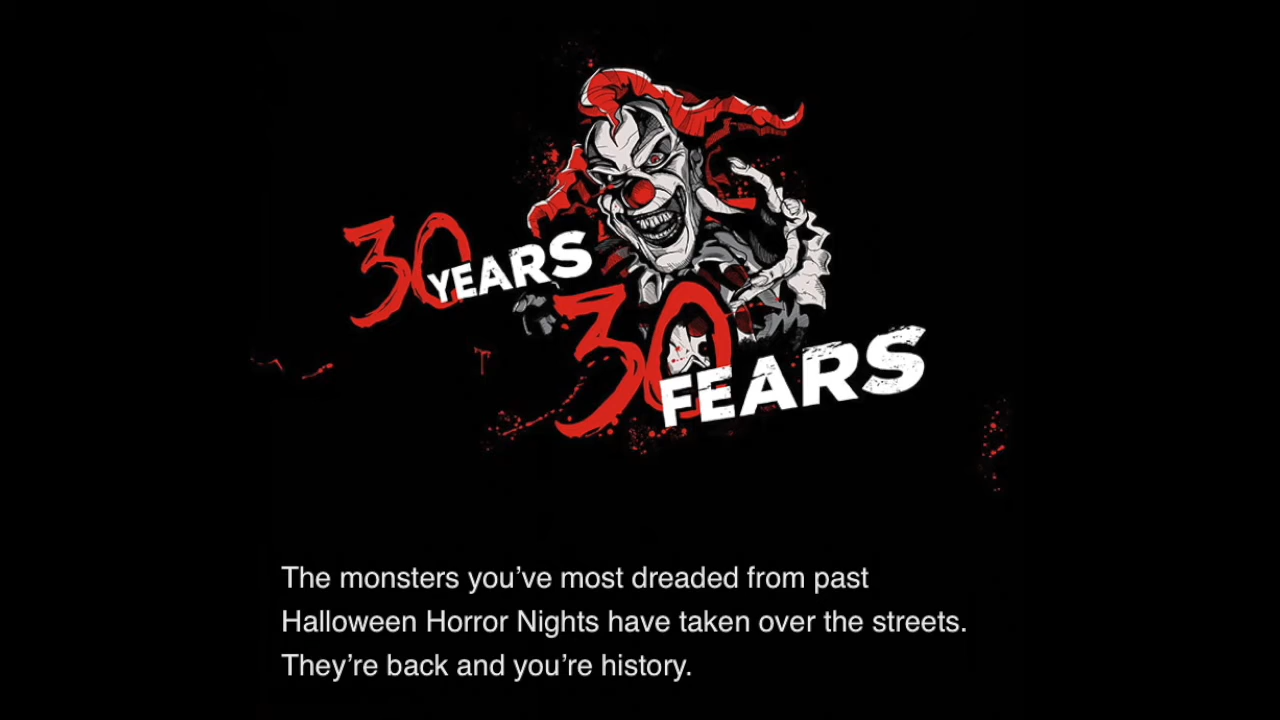 30 YEARS
30 FEARS
The monsters you’ve most dreaded from past
Halloween Horror Nights have taken over the streets.
They’re back and you’re history.